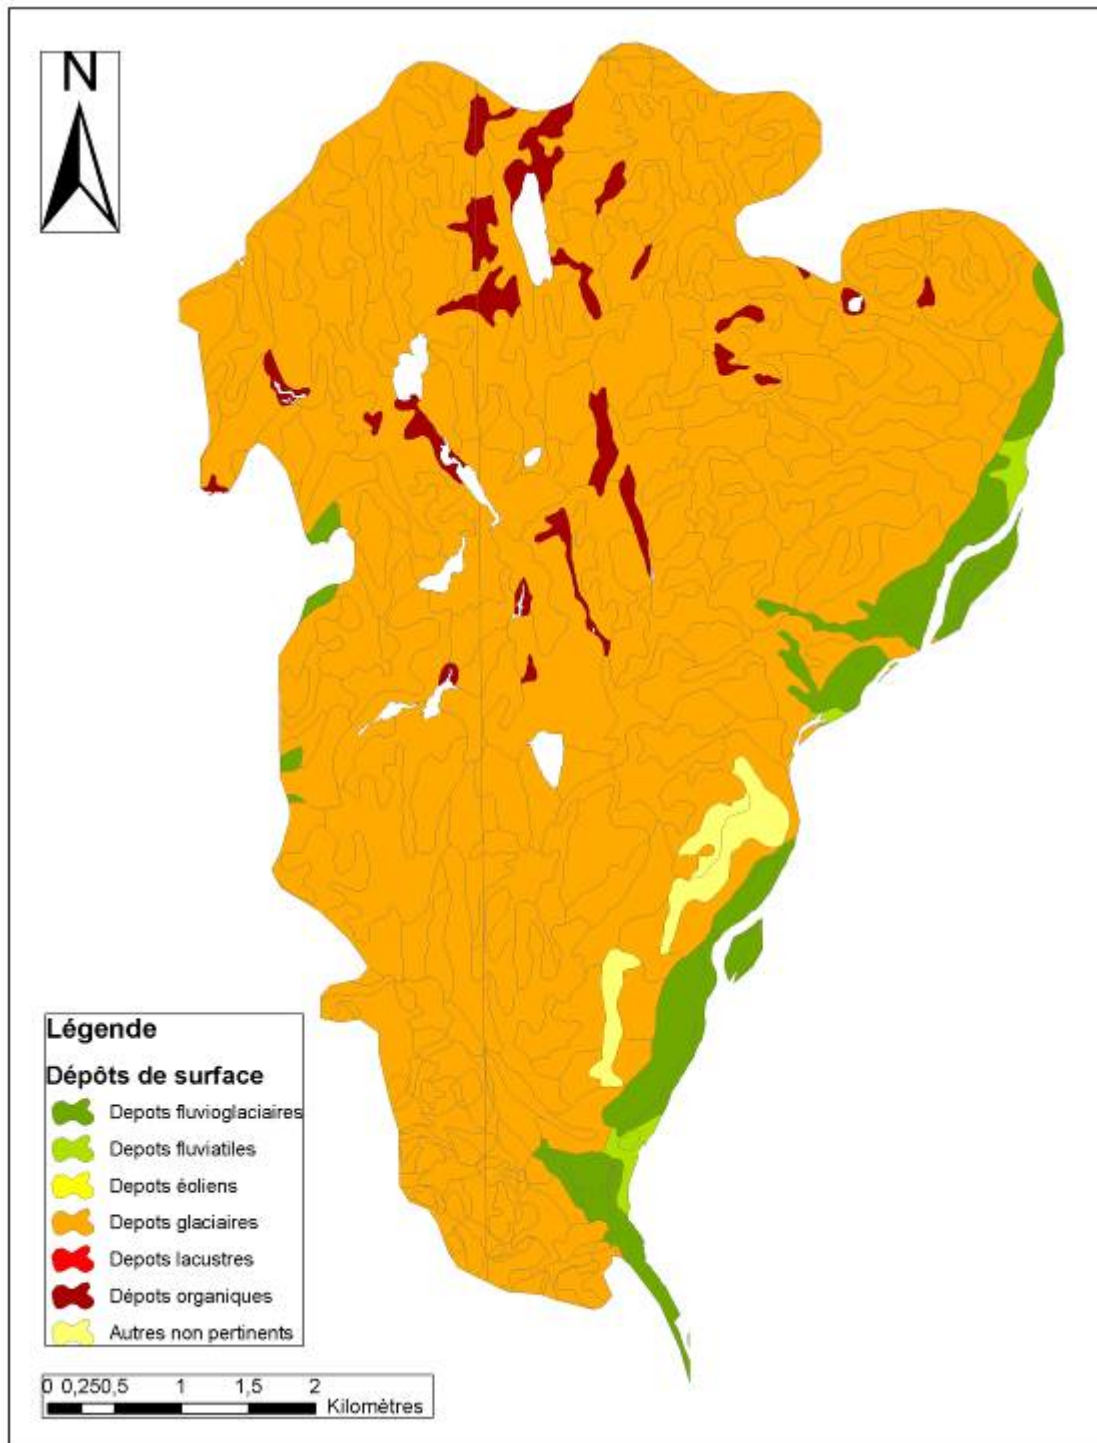 N
Légende
Dépôts de surface
Depots fluvioglaciaires
Depots fluviatiles
Depots éoliens
Depots glaciaires
Depots lacustres
Dépots organiques
Autres non pertinents
0 0,250,5 1 1,5 2
Kilomètres